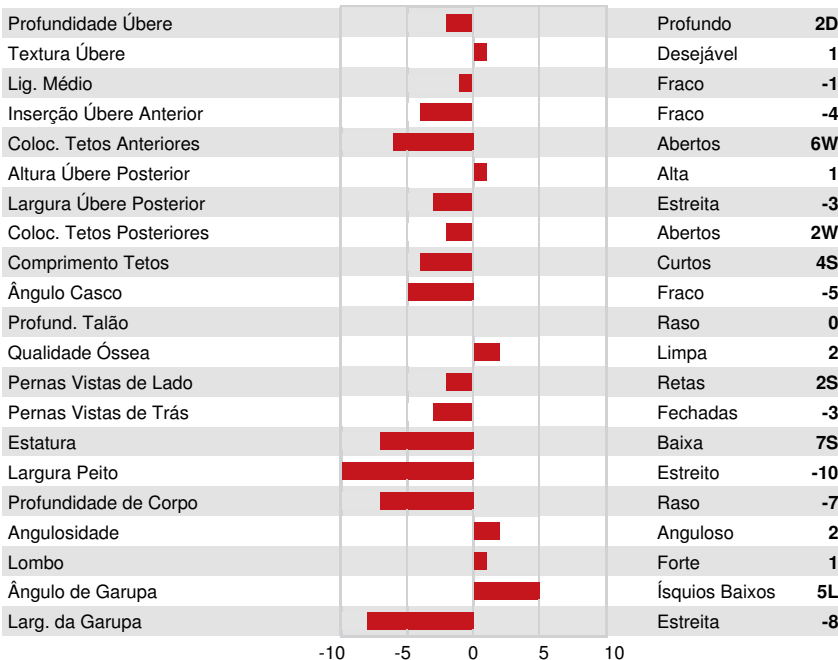 Profundidade Úbere Profundo 2D
Textura Úbere Desejável 1
Lig. Médio Fraco -1
Inserção Úbere Anterior Fraco -4
Coloc. Tetos Anteriores Abertos 6W
Altura Úbere Posterior Alta 1
Largura Úbere Posterior Estreita -3
Coloc. Tetos Posteriores Abertos 2W
Comprimento Tetos Curtos 4S
Ângulo Casco Fraco -5
Profund. Talão Raso 0
Qualidade Óssea Limpa 2
Pernas Vistas de Lado Retas 2S
Pernas Vistas de Trás Fechadas -3
Estatura Baixa 7S
Largura Peito Estreito -10
Profundidade de Corpo Raso -7
Angulosidade Anguloso 2
Lombo Forte 1
Ângulo de Garupa Ísquios Baixos 5L
Larg. da Garupa Estreita -8
-10 -5 0 5 10